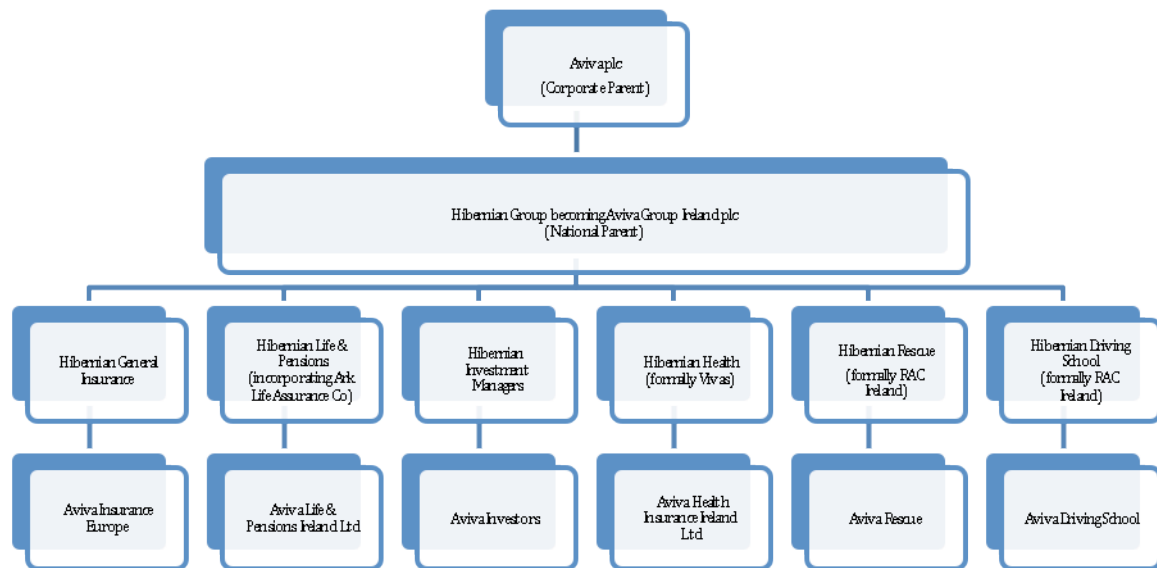 Aviva plc
(Corporate Parent)
Hibernian Group becoming Aviva Group Ireland plc
(National Parent)
Hibernian General
Insurance
Hibernian Life &
Pensions
(incorporating Ark
Life Assurance Co)
Hibernian
Investment
Managers
Hibernian Health
(formally Vivas)
Hibernian Rescue
(formally RAC
Ireland)
Hibernian Driving
School
(formally RAC
Ireland)
Aviva Insurance
Europe
Aviva Life &
Pensions Ireland Ltd
Aviva Investors
Aviva Health
Insurance Ireland
Ltd
Aviva Rescue
Aviva Driving School